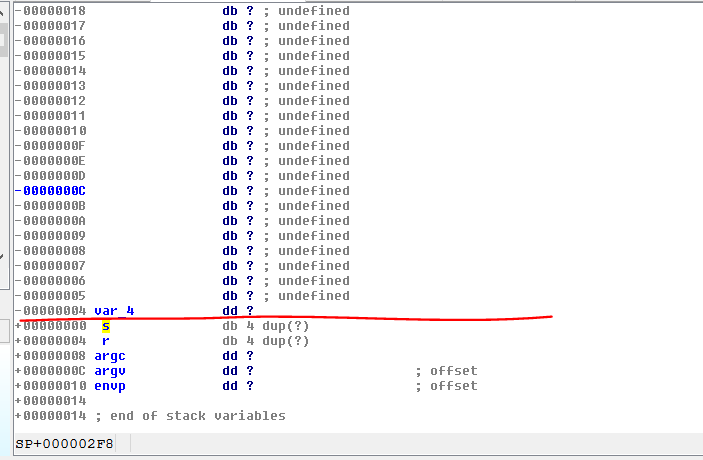 -00000018 db ? ; undefined
-00000017 db ? ; undefined
-00000016 db ? ; undefined
-00000015 db ? ; undefined
-00000014 db ? ; undefined
-00000013 db ? ; undefined
-00000012 db ? ; undefined
-00000011 db ? ; undefined
-00000010 db ? ; undefined
-0000000F db ? ; undefined
-0000000E db ? ; undefined
-0000000D db ? ; undefined
-0000000C db ? ; undefined
-0000000B db ? ; undefined
-0000000A db ? ; undefined
-00000009 db ? ; undefined
-00000008 db ? ; undefined
-00000007 db ? ; undefined
-00000006 db ? ; undefined
-00000005 db ? ; undefined
-00000004 var_4 dd ?
+00000000 s db 4 dup(?)
+00000004 r db 4 dup(?)
+00000008 argc dd ?
+0000000C argv dd ? ; offset
+00000010 envp dd ? ; offset
+00000014
+00000014 ; end of stack variables
SP+000002F8